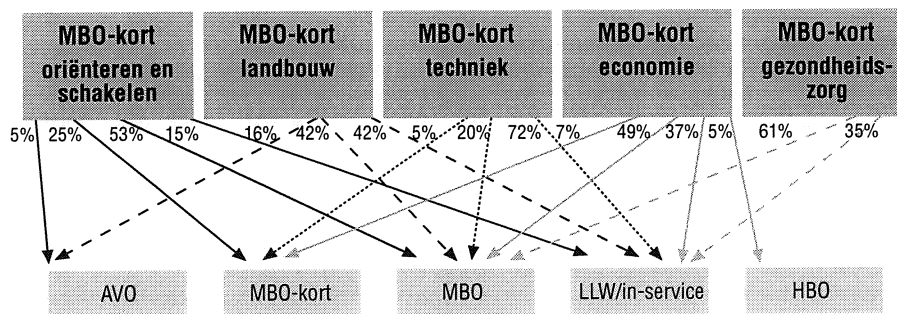 MBO-kort
oriënteren en
schakelen
MBO-kort
landbouw
MBO-kort
techniek
MBO-kort
economie
MBO-kort
gezondheids-
zorg
5% 25% 53% 15% 16% 42% 42% 5% 20% 72% 7% 49% 37% 5% 61% 35%
AVO MBO-kort MBO LLW/in-service HBO